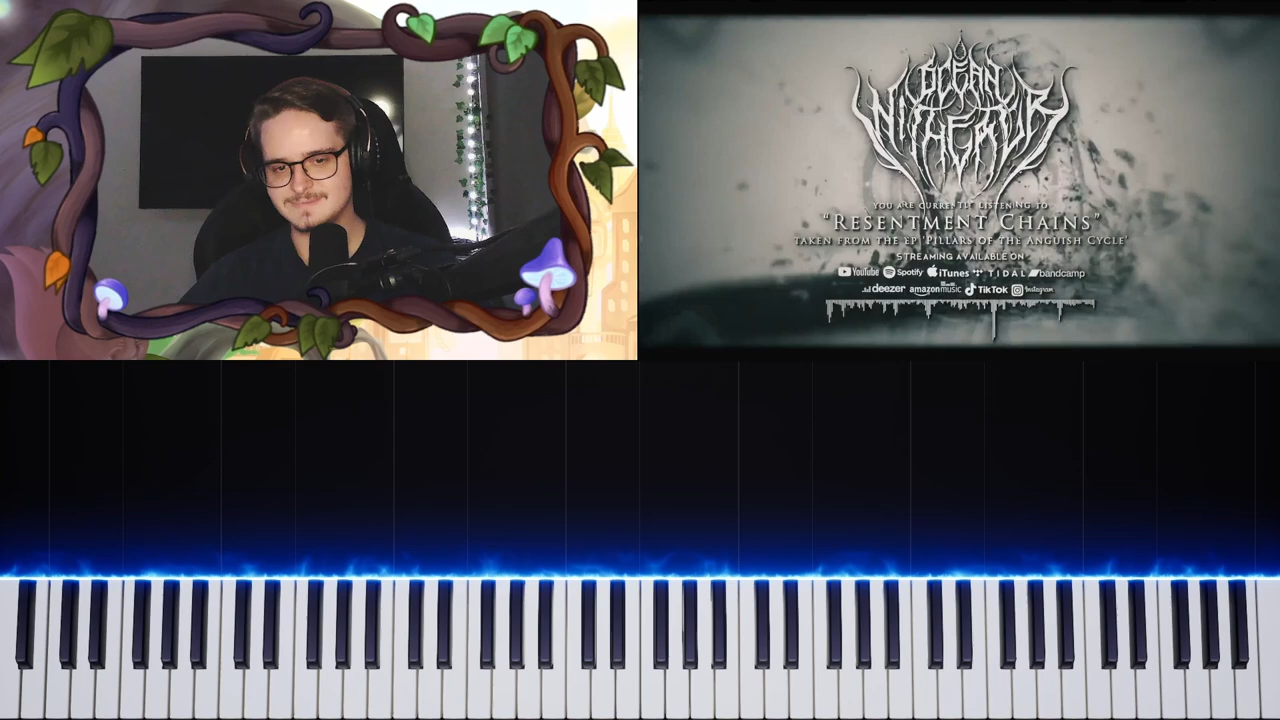 OCEAN
WITHERER
YOU ARE CURRENTLY LISTENING TO
"RESENTMENT CHAINS"
TAKEN FROM THE EP 'PILLARS OF THE ANGUISH CYCLE'
STREAMING AVAILABLE ON
YouTube Spotify iTunes TIDAL bandcamp
deezer amazon music TikTok Instagram